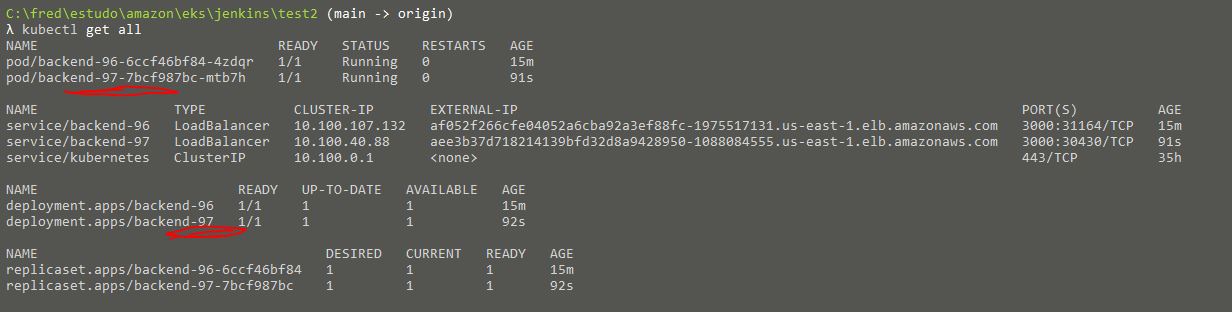 C:\fred\estudo\amazon\eks\jenkins\test2 (main -> origin)
λ kubectl get all
NAME READY STATUS RESTARTS AGE
pod/backend-96-6ccf46bf84-4zdqr 1/1 Running 0 15m
pod/backend-97-7bcf987bc-mtb7h 1/1 Running 0 91s
NAME TYPE CLUSTER-IP EXTERNAL-IP PORT(S) AGE
service/backend-96 LoadBalancer 10.100.107.132 af052f266cfe04052a6cba92a3ef88fc-1975517131.us-east-1.elb.amazonaws.com 3000:31164/TCP 15m
service/backend-97 LoadBalancer 10.100.40.88 aee3b37d718214139bfd32d8a9428950-1088084555.us-east-1.elb.amazonaws.com 3000:30430/TCP 91s
service/kubernetes ClusterIP 10.100.0.1 <none> 443/TCP 35h
NAME READY UP-TO-DATE AVAILABLE AGE
deployment.apps/backend-96 1/1 1 1 15m
deployment.apps/backend-97 1/1 1 1 92s
NAME DESIRED CURRENT READY AGE
replicaset.apps/backend-96-6ccf46bf84 1 1 1 15m
replicaset.apps/backend-97-7bcf987bc 1 1 1 92s